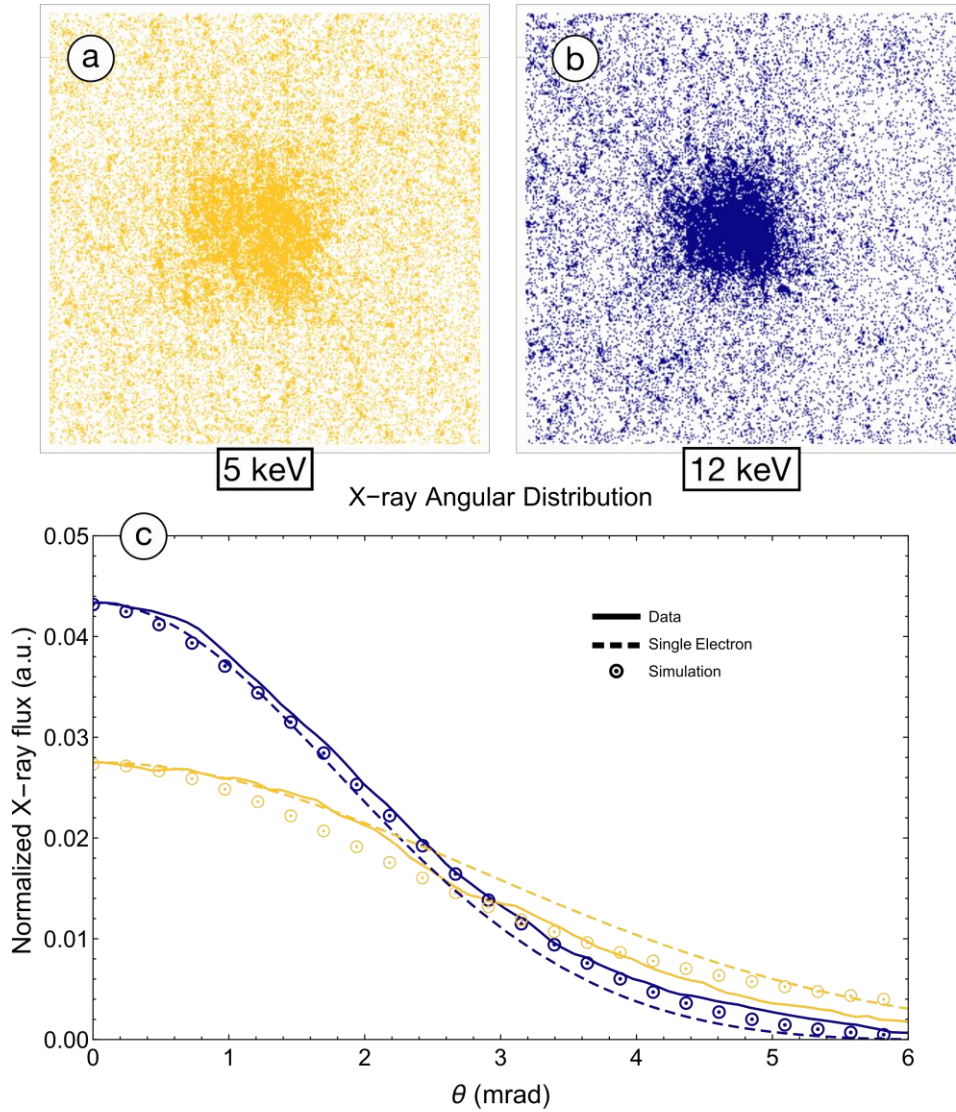 a
b
5 keV
12 keV
X-ray Angular Distribution
c
0.05
0.04
0.03
0.02
0.01
0.00
Normalized X-ray flux (a.u.)
Data
Single Electron
Simulation
0 1 2 3 4 5 6
θ (mrad)